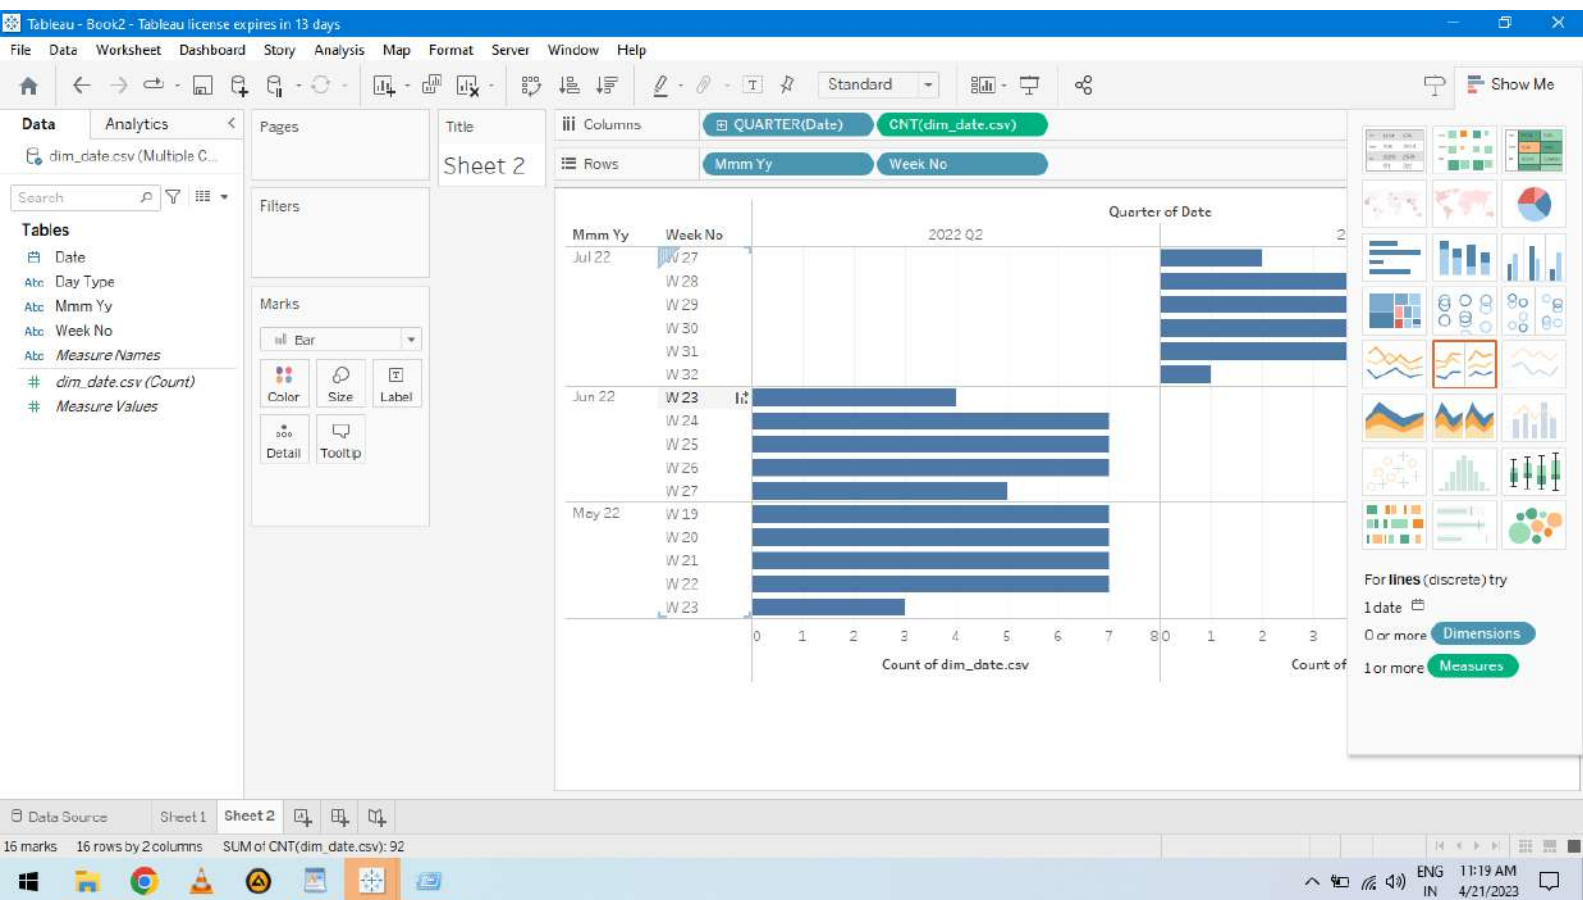 Tableau - Book2 - Tableau license expires in 13 days
File Data Worksheet Dashboard Story Analysis Map Format Server Window Help
Standard
Show Me
Data Analytics
dim_date.csv (Multiple C...
Search
Tables
Date
Abc Day Type
Abc Mmm Yy
Abc Week No
Abc Measure Names
# dim_date.csv (Count)
# Measure Values
Pages
Filters
Marks
Bar
Color Size Label
Detail Tooltip
Title
Sheet 2
Columns QUARTER(Date) CNT(dim_date.csv)
Rows Mmm Yy Week No
Quarter of Date
Mmm Yy Week No 2022 Q2 2
Jul 22 W 27
W 28
W 29
W 30
W 31
W 32
Jun 22 W 23
W 24
W 25
W 26
W 27
May 22 W 19
W 20
W 21
W 22
W 23
0 1 2 3 4 5 6 7 8 0 1 2 3
Count of dim_date.csv Count of
For lines (discrete) try
1 date
0 or more Dimensions
1 or more Measures
Data Source Sheet 1 Sheet 2
16 marks 16 rows by 2 columns SUM of CNT(dim_date.csv): 92
ENG 11:19 AM
IN 4/21/2023